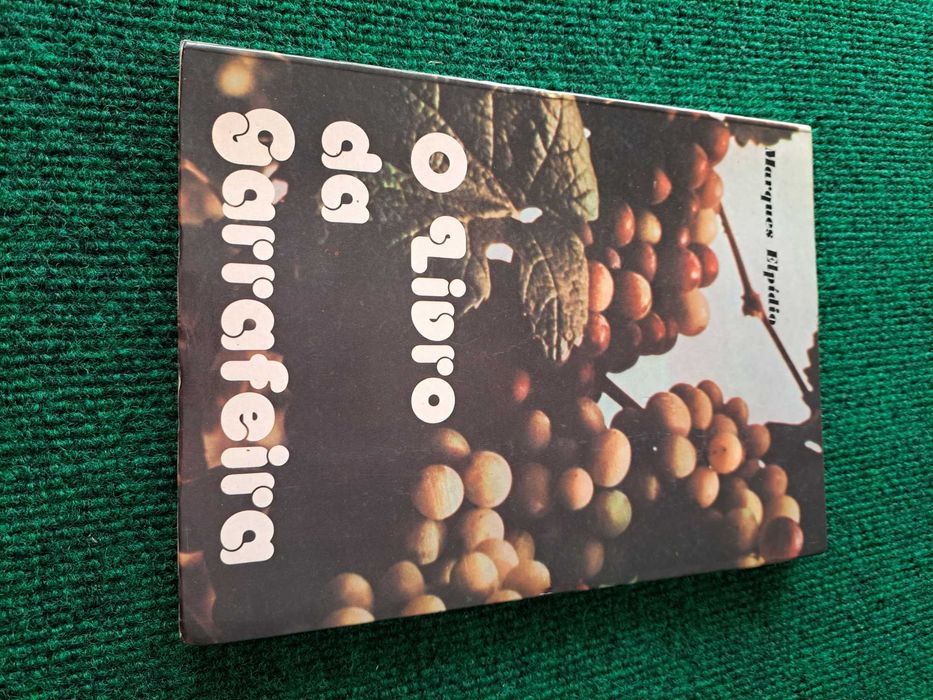 Marques Elpídio
O Livro
da
garrafeira